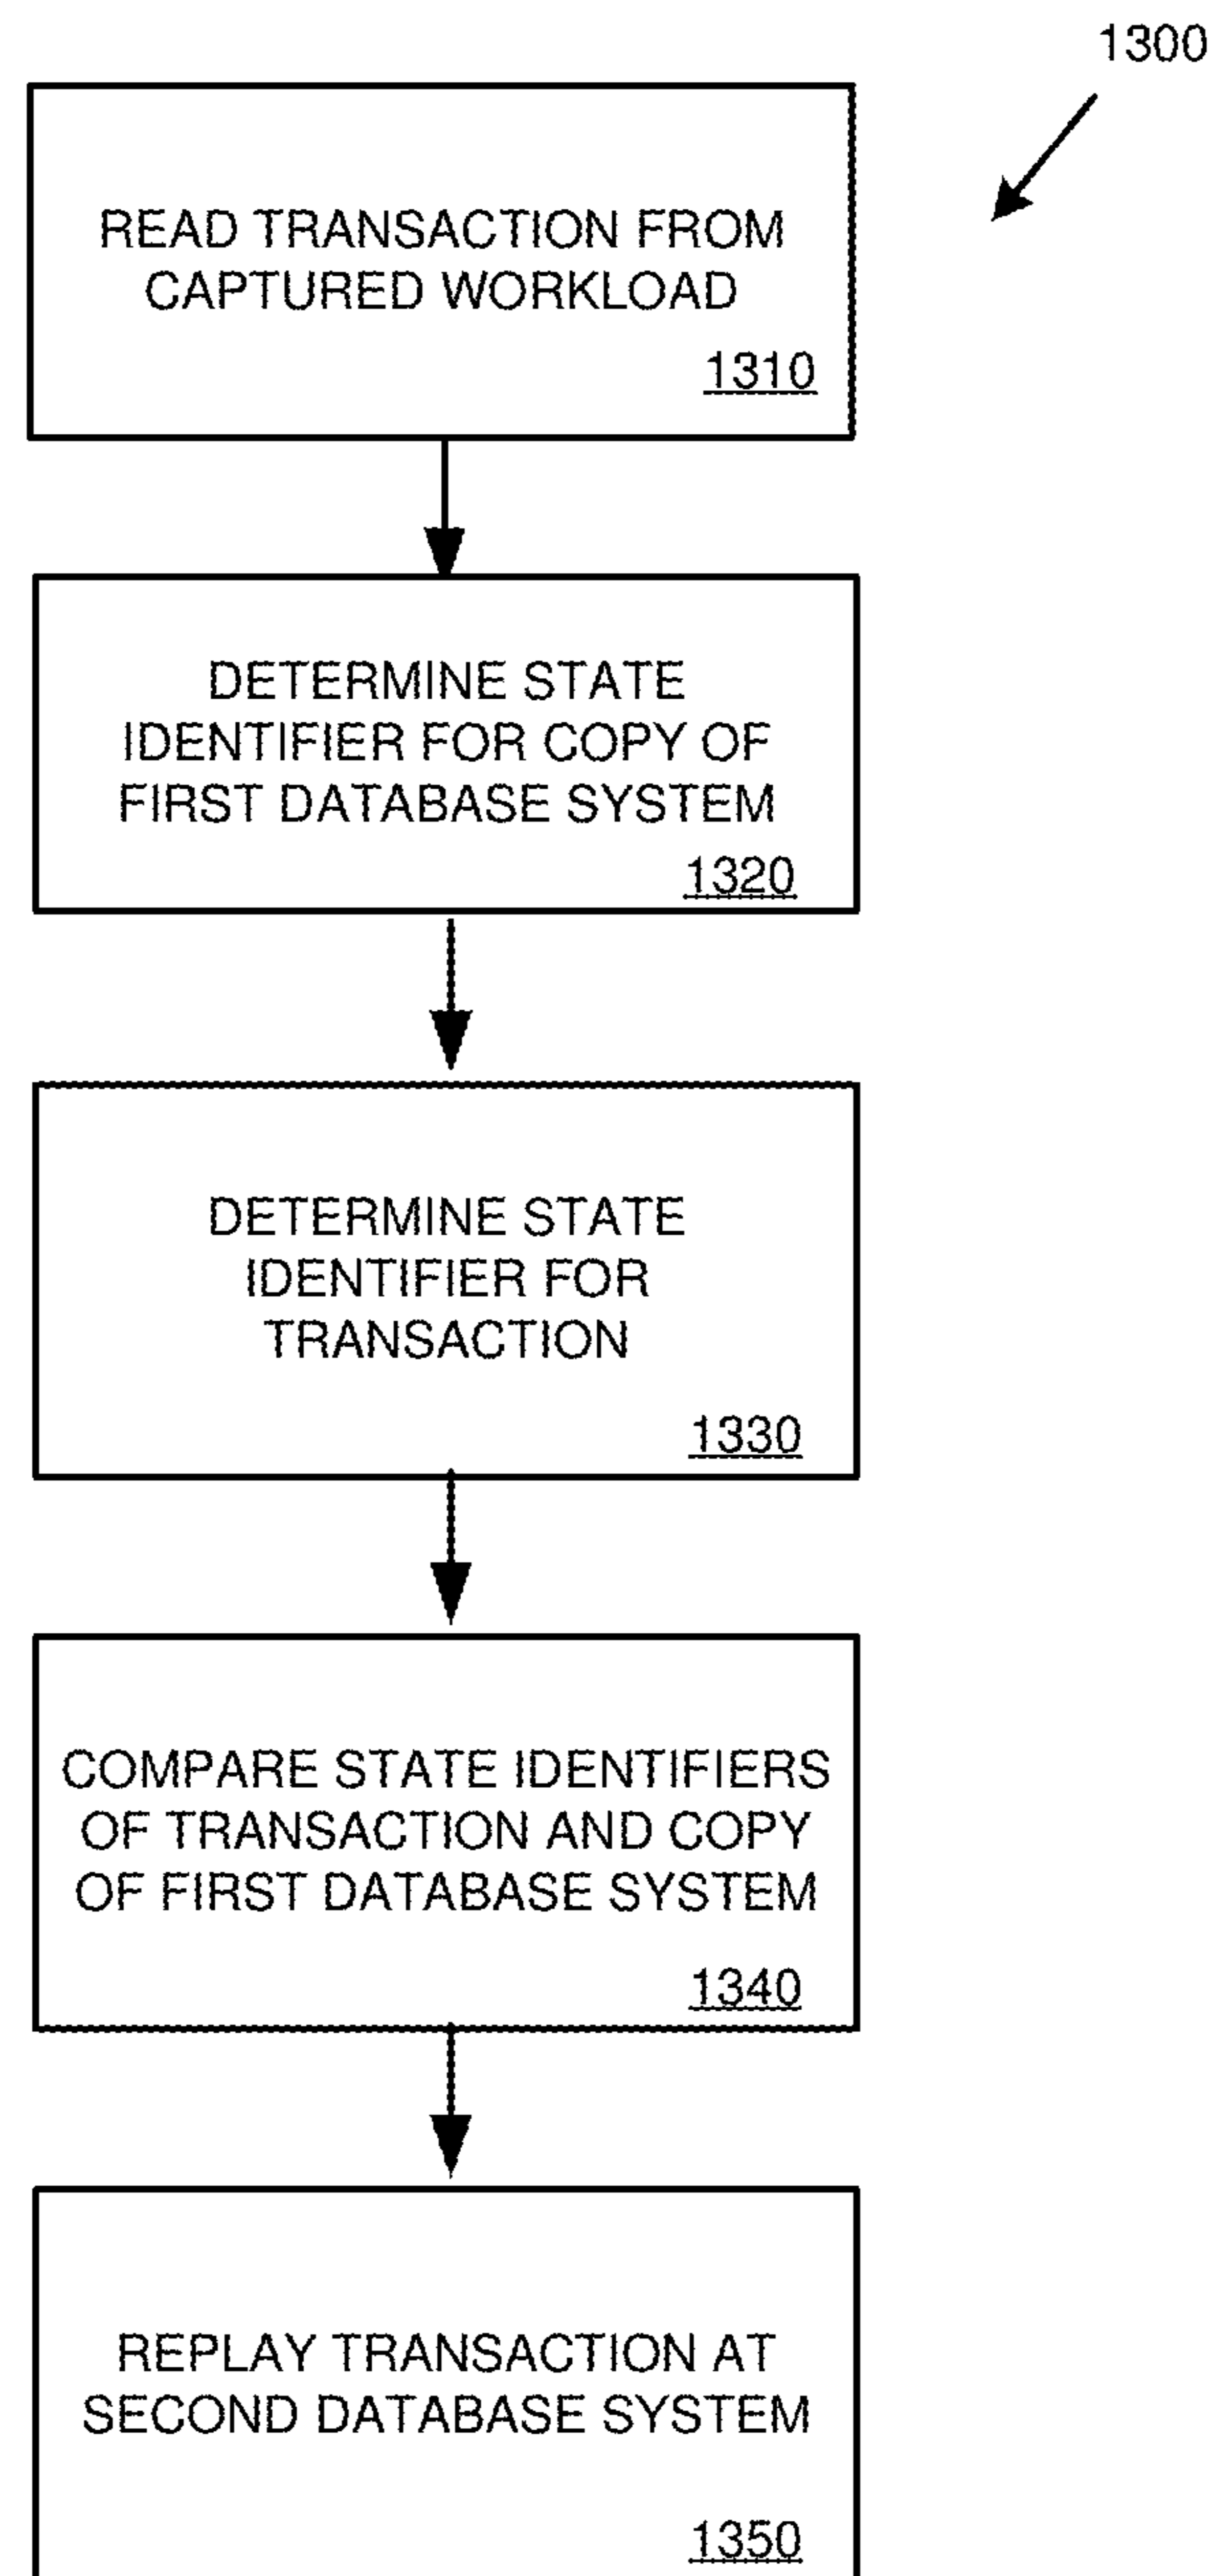 1300
READ TRANSACTION FROM
CAPTURED WORKLOAD
1310
DETERMINE STATE
IDENTIFIER FOR COPY OF
FIRST DATABASE SYSTEM
1320
DETERMINE STATE
IDENTIFIER FOR
TRANSACTION
1330
COMPARE STATE IDENTIFIERS
OF TRANSACTION AND COPY
OF FIRST DATABASE SYSTEM
1340
REPLAY TRANSACTION AT
SECOND DATABASE SYSTEM
1350